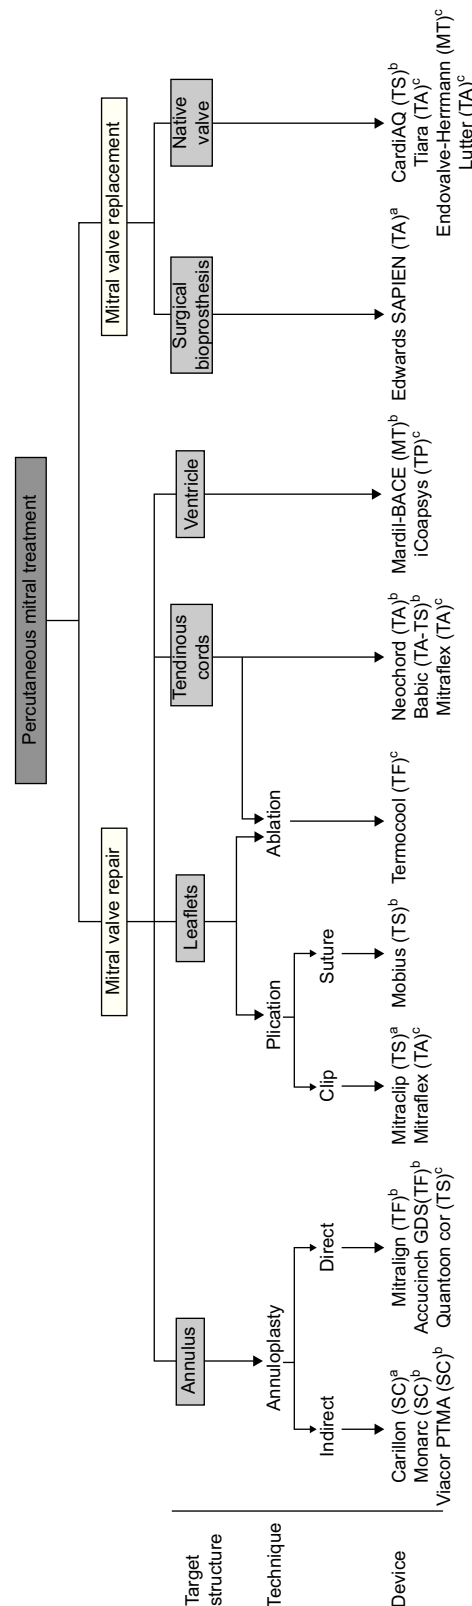 Percutaneous mitral treatment
Mitral valve repair
Mitral valve replacement
Target
structure
Annulus
Leaflets
Tendinous
cords
Ventricle
Surgical
bioprosthesis
Native
valve
Technique
Annuloplasty
Plication
Ablation
Indirect
Direct
Clip
Suture
Device
Carillon (SC)a
Monarc (SC)b
Viacor PTMA (SC)b
Mitralign (TF)b
Accucinch GDS(TF)b
Quantoon cor (TS)c
Mitraclip (TS)a
Mitraflex (TA)c
Mobius (TS)b
Termocool (TF)c
Neochord (TA)b
Babic (TA-TS)b
Mitraflex (TA)c
Mardil-BACE (MT)b
iCoapsys (TP)c
Edwards SAPIEN (TA)a
CardiAQ (TS)b
Tiara (TA)c
Endovalve-Herrmann (MT)c
Lutter (TA)c